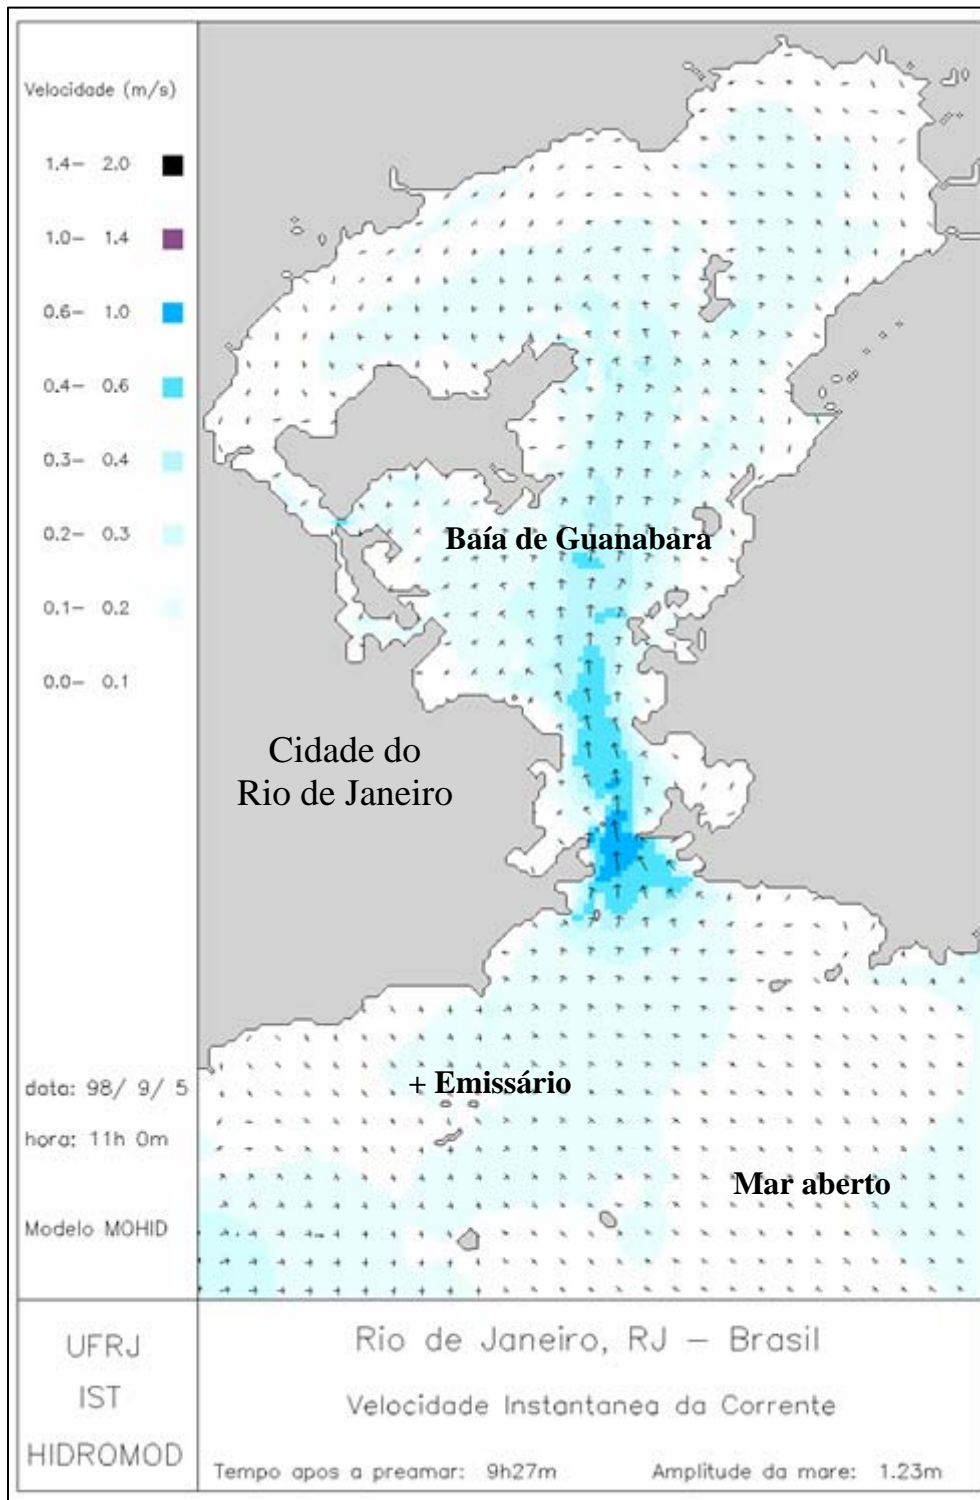 Velocidade (m/s)
1.4– 2.0
1.0– 1.4
0.6– 1.0
0.4– 0.6
0.3– 0.4
0.2– 0.3
0.1– 0.2
0.0– 0.1
data: 98/ 9/ 5
hora: 11h 0m
Modelo MOHID
Baía de Guanabara
Cidade do
Rio de Janeiro
+ Emissário
Mar aberto
UFRJ
IST
HIDROMOD
Rio de Janeiro, RJ – Brasil
Velocidade Instantanea da Corrente
Tempo apos a preamar: 9h27m
Amplitude da mare: 1.23m